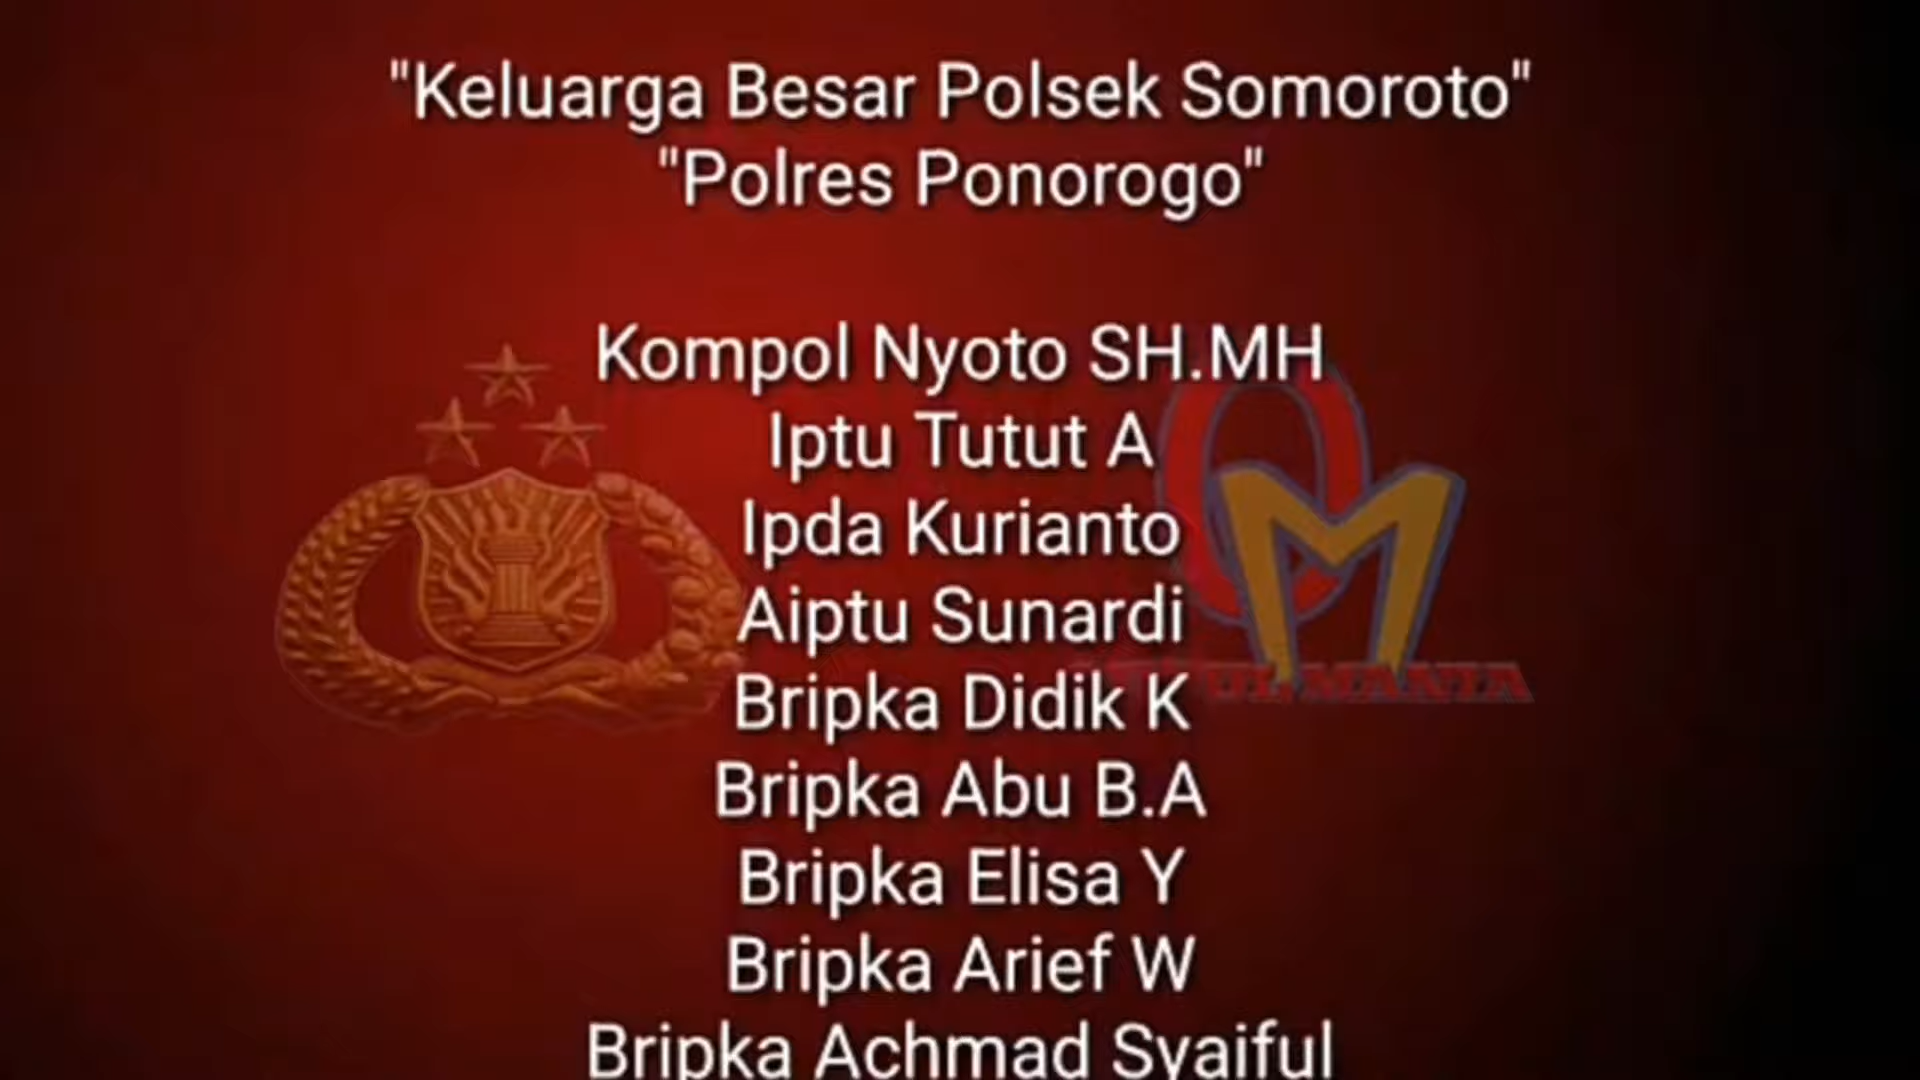 "Keluarga Besar Polsek Somoroto"
"Polres Ponorogo"
Kompol Nyoto SH.MH
Iptu Tutut A
Ipda Kurianto
Aiptu Sunardi
Bripka Didik K
Bripka Abu B.A
Bripka Elisa Y
Bripka Arief W
Bripka Achmad Syaiful